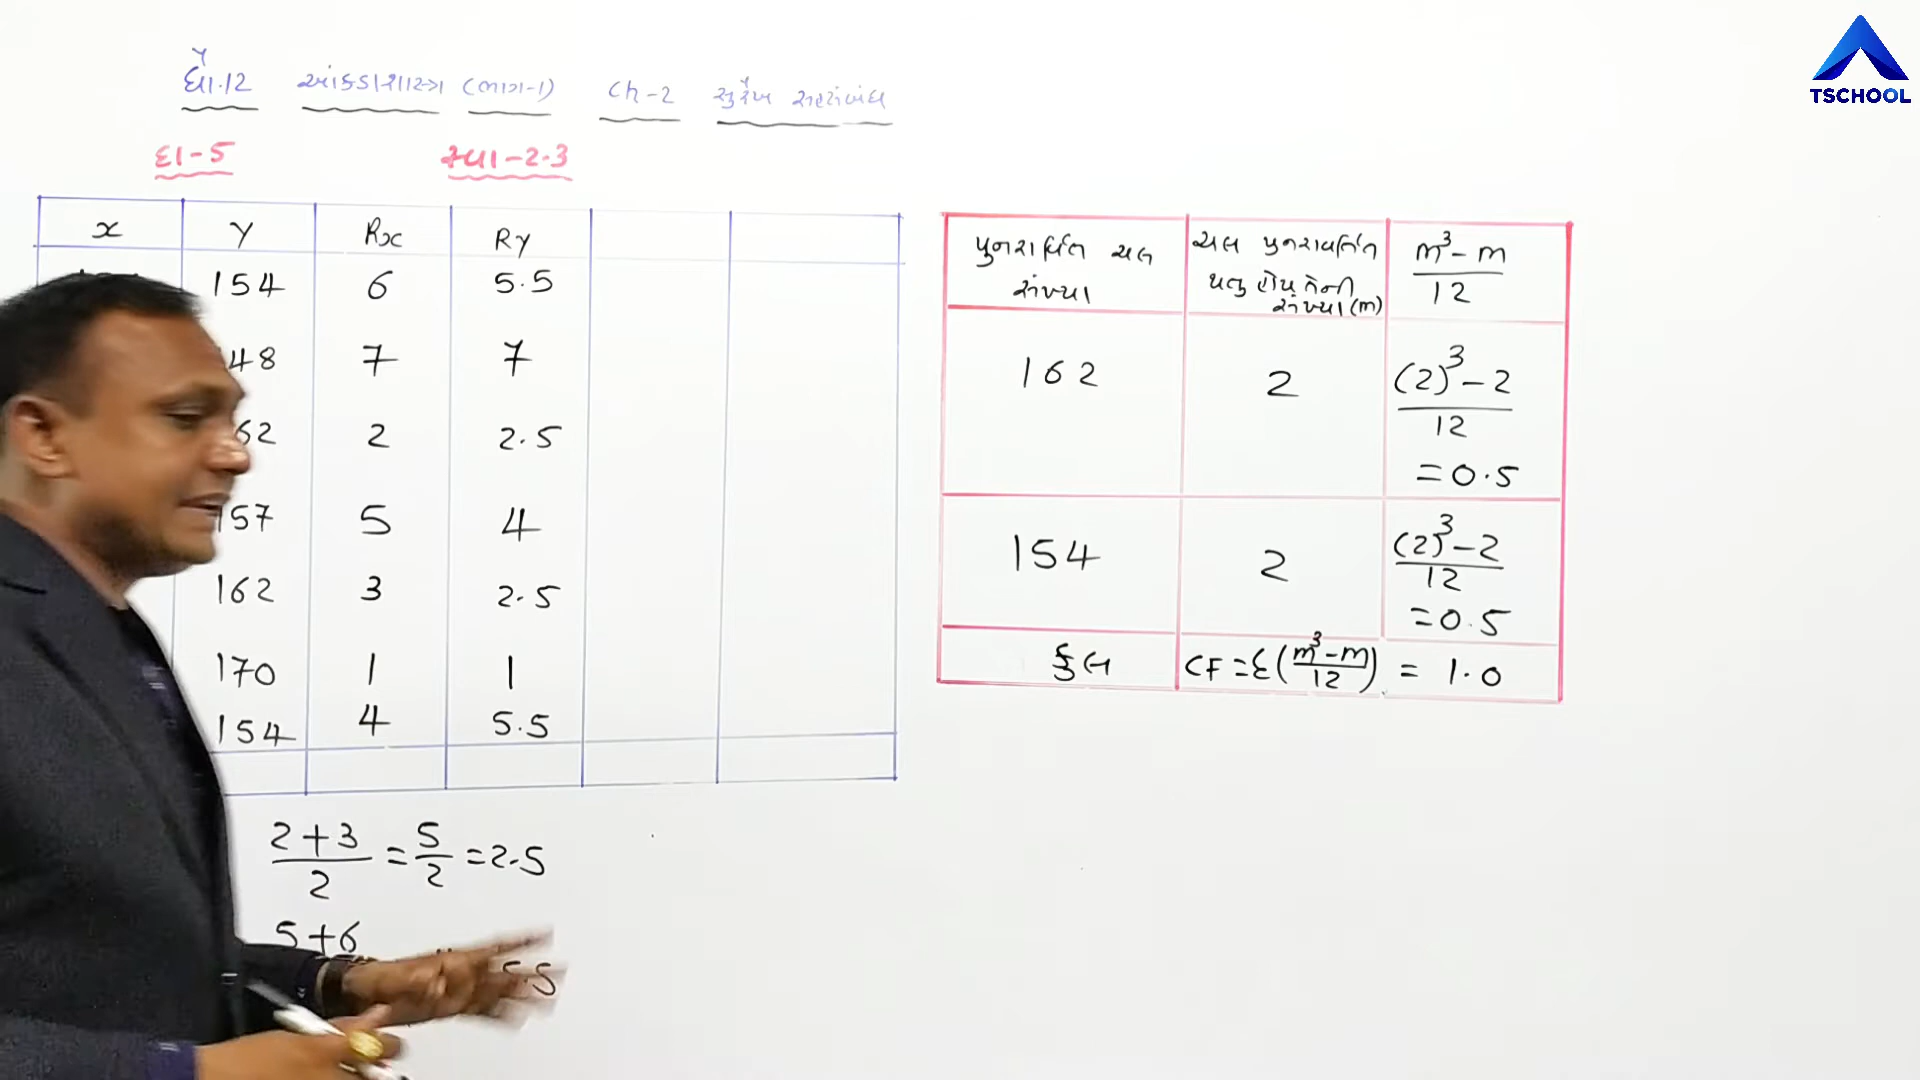 ધો.12 આંકડાશાસ્ત્ર (ભાગ-1) Ch-2 સુરેખ સહસંબંધ
દા-5 સ્વા-2.3
TSCHOOL
x Y Rx Ry
154 6 5.5
48 7 7
62 2 2.5
157 5 4
162 3 2.5
170 1 1
154 4 5.5
2+3/2 = 5/2 = 2.5
5+6
5.5
પુનરાવર્તિત ચલ સંખ્યા
ચલ પુનરાવર્તિત
થતુ હોય તેની
સંખ્યા (m)
m³-m/12
162 2 (2)³-2/12
=0.5
154 2 (2)³-2/12
=0.5
કુલ CF = Σ(m³-m/12) = 1.0